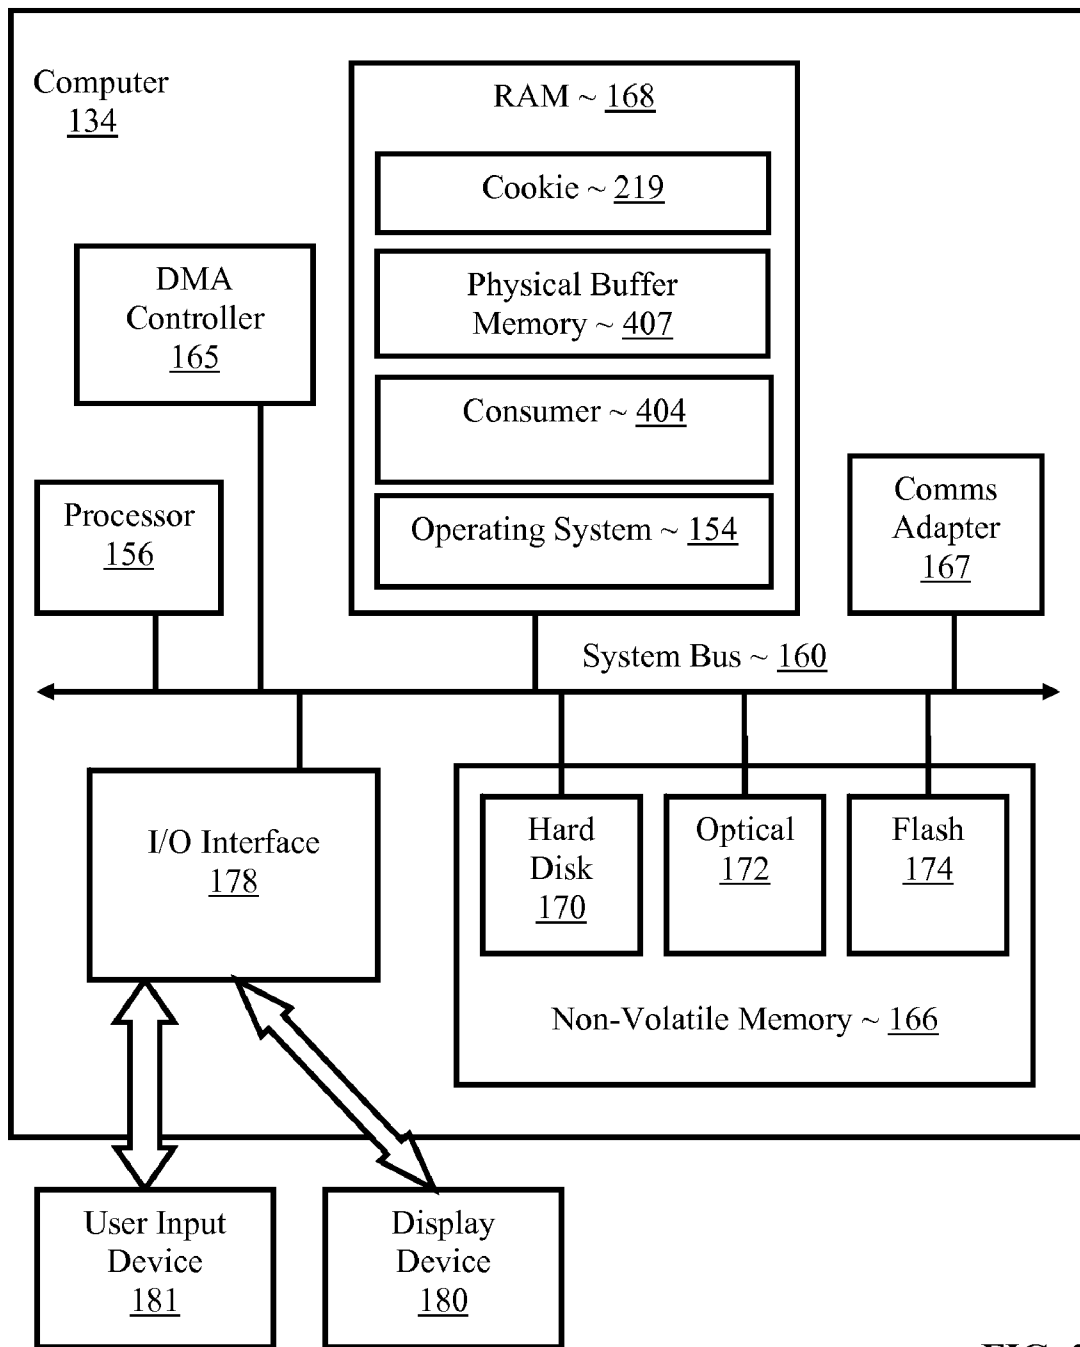 Computer
134
RAM ~ 168
Cookie ~ 219
Physical Buffer
Memory ~ 407
Consumer ~ 404
Operating System ~ 154
DMA
Controller
165
Processor
156
Comms
Adapter
167
System Bus ~ 160
I/O Interface
178
Hard
Disk
170
Optical
172
Flash
174
Non-Volatile Memory ~ 166
User Input
Device
181
Display
Device
180